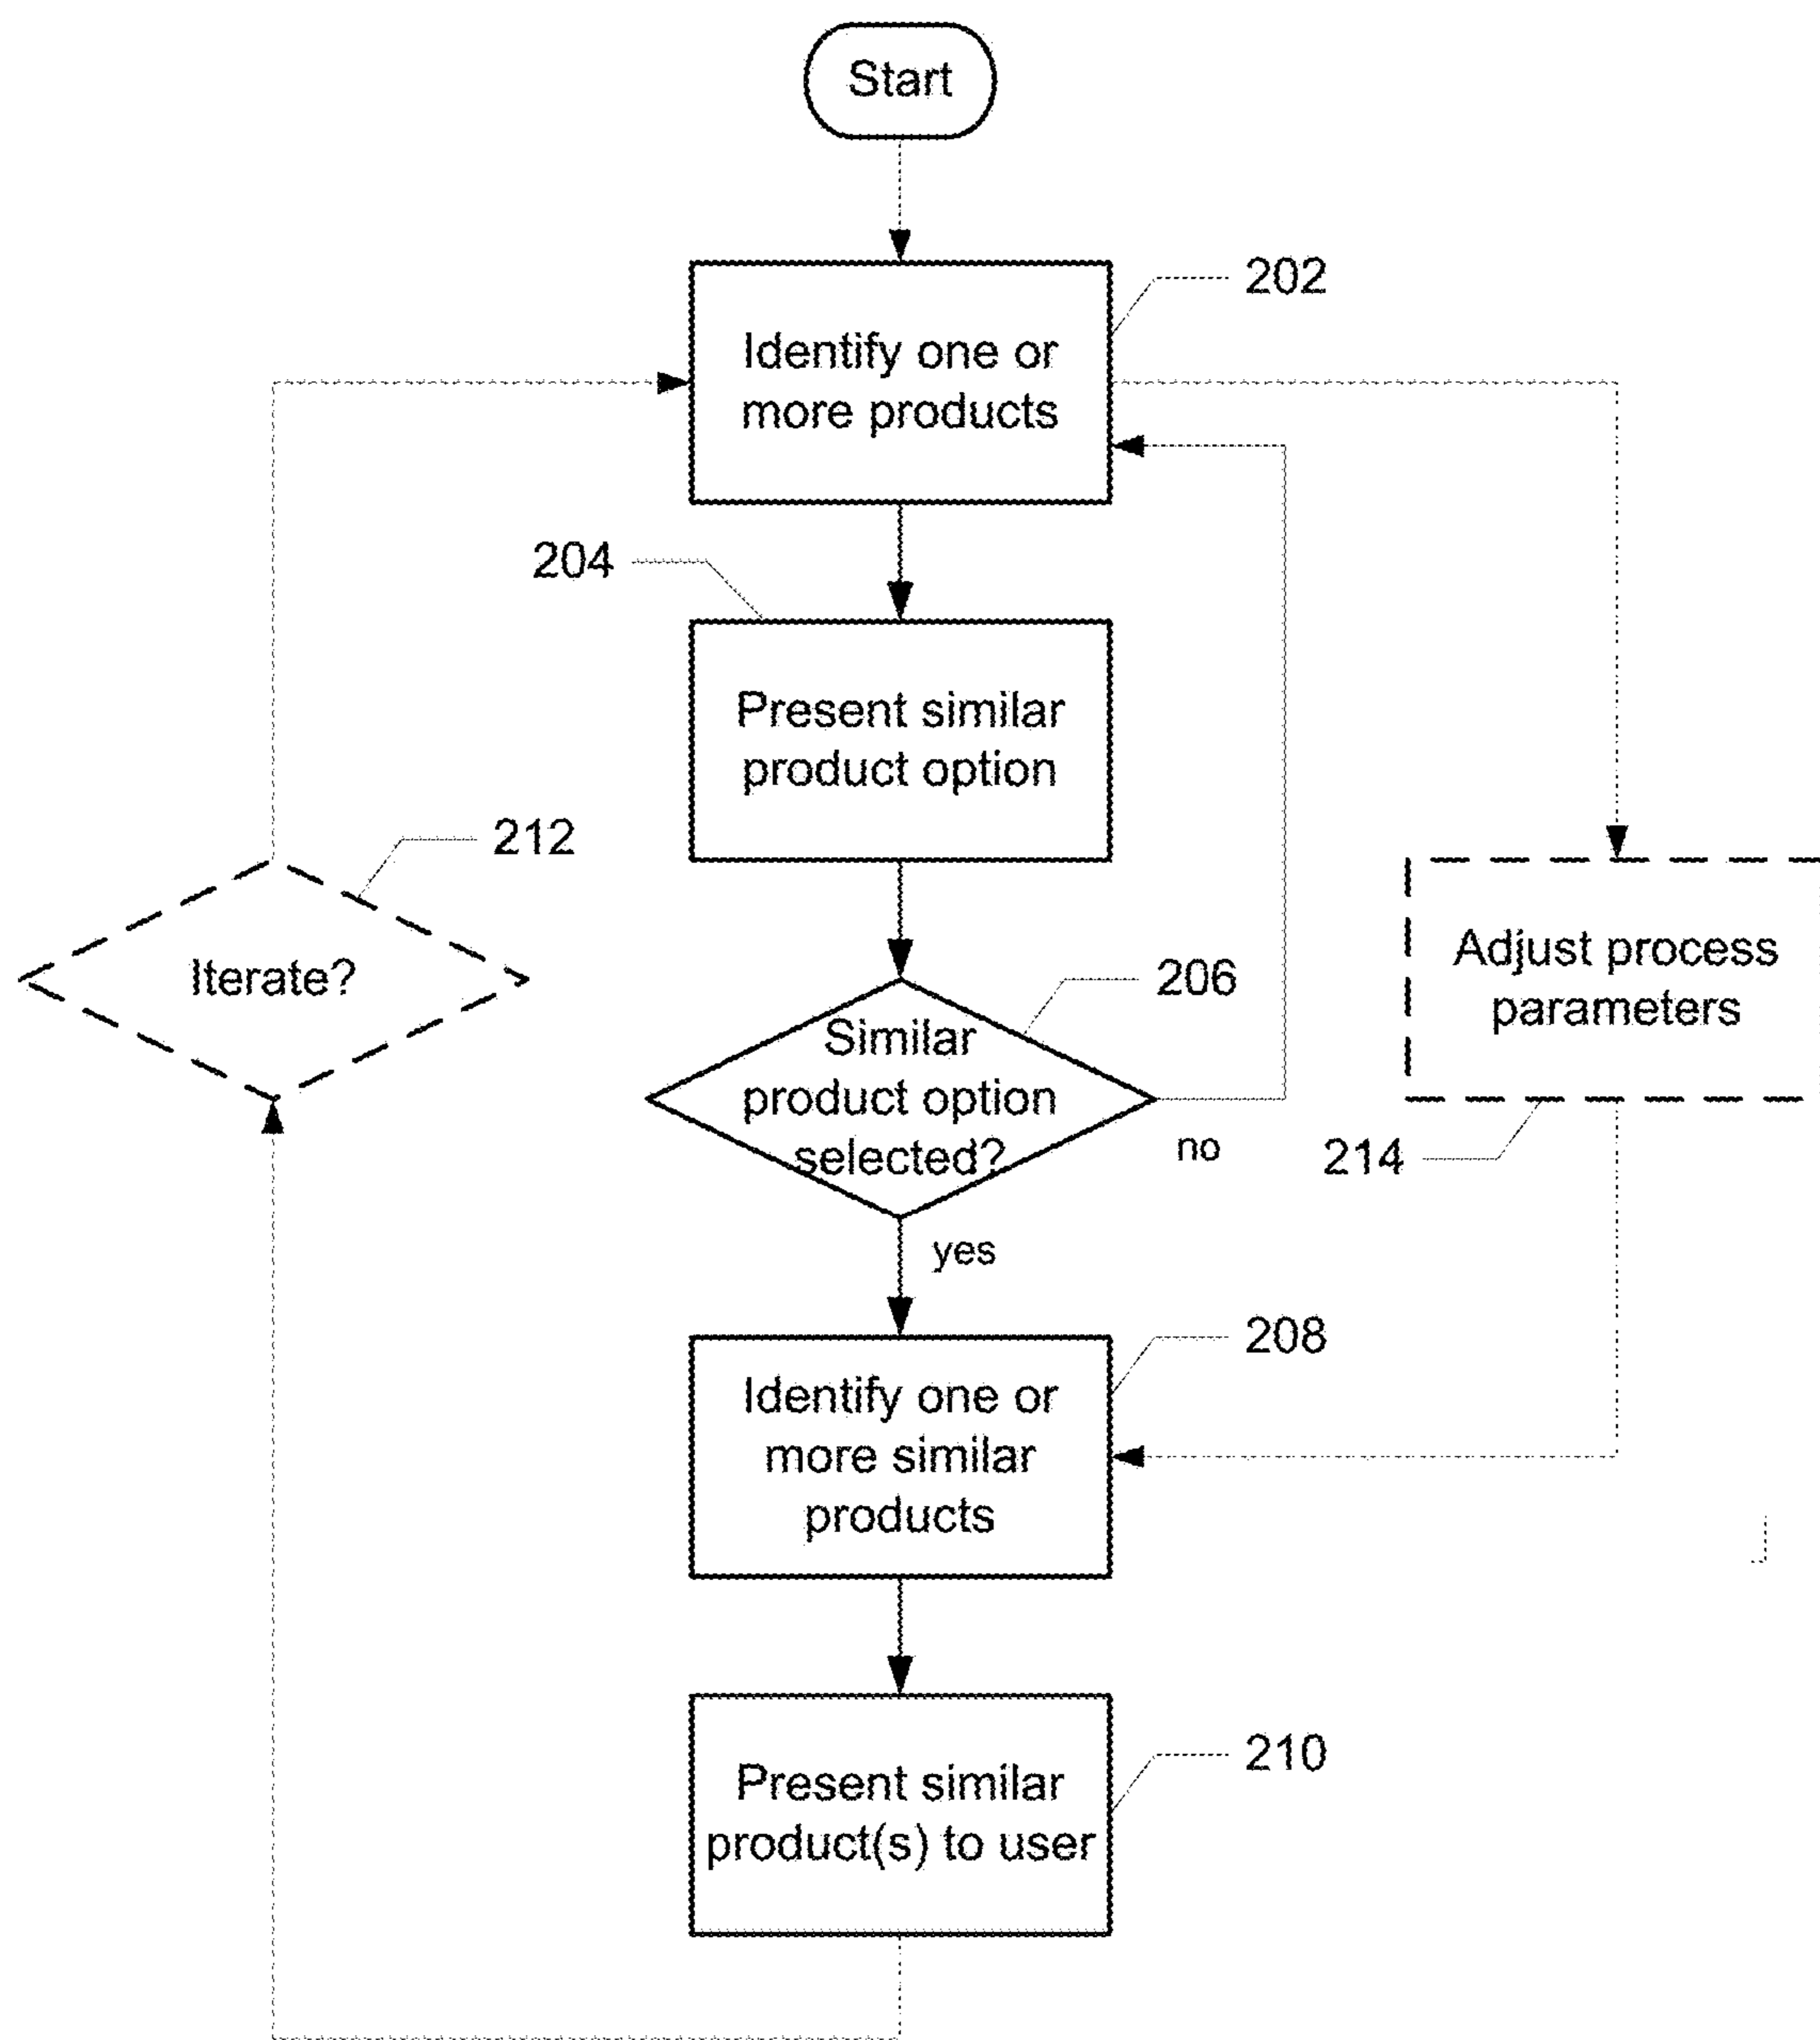 Start
202
Identify one or
more products
204
Present similar
product option
212
Iterate?
206
Similar
product option
selected?
no
yes
Adjust process
parameters
214
208
Identify one or
more similar
products
210
Present similar
product(s) to user